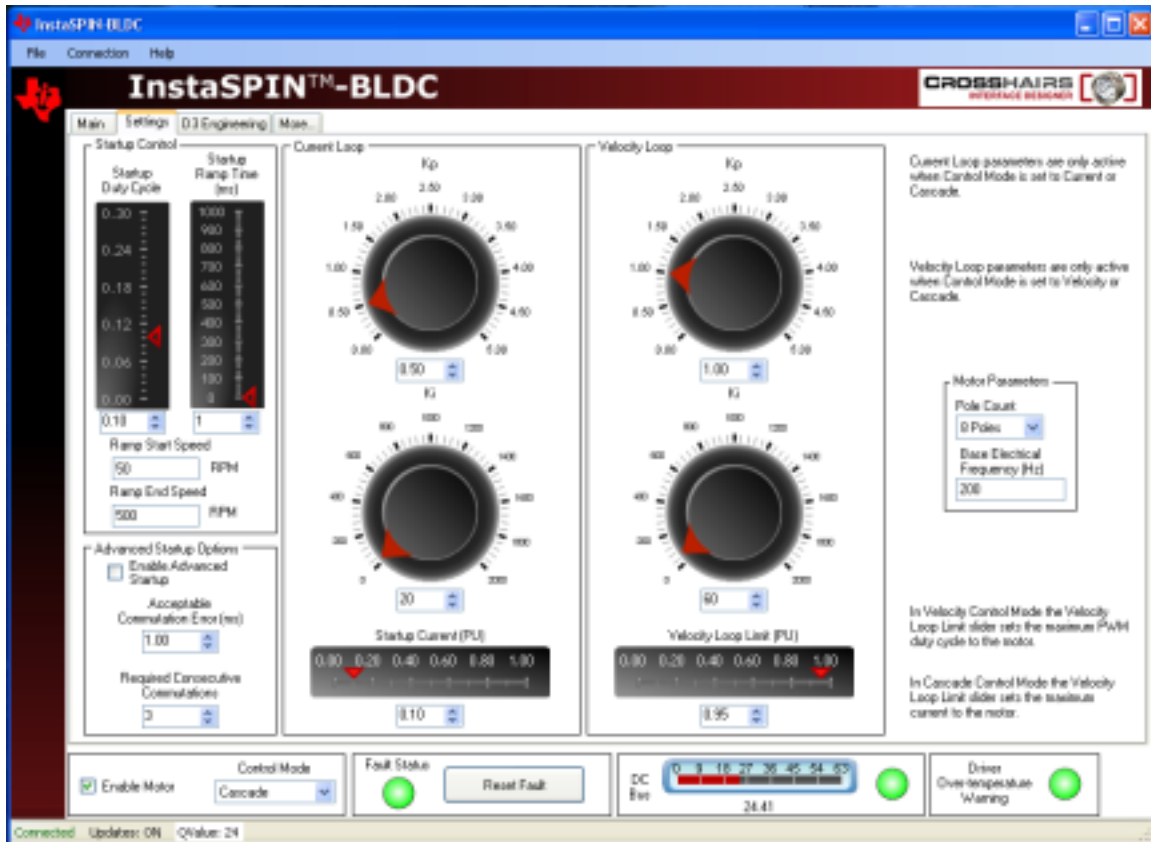 InstaSPIN-BLDC
File Connection Help
InstaSPIN™-BLDC
CROSSHAIRS
INTERFACE DESIGNER
Main Settings D3 Engineering More...
Startup Control
Startup Duty Cycle
Startup Ramp Time (ms)
0.30
0.24
0.18
0.12
0.06
0.00
1000
900
800
700
600
500
400
300
200
100
0
0.10
1
Ramp Start Speed
50 RPM
Ramp End Speed
500 RPM
Advanced Startup Options
Enable Advanced
Startup
Acceptable
Commutation Error (ms)
1.00
Required Consecutive
Commutations
3
Current Loop
Kp
0.00 0.50 1.00 1.50 2.00 2.50 3.00 3.50 4.00 4.50 5.00
0.50
Ki
0 200 400 600 800 1000 1200 1400 1600 1800 2000
20
Startup Current (PU)
0.00 0.20 0.40 0.60 0.80 1.00
0.10
Velocity Loop
Kp
0.00 0.50 1.00 1.50 2.00 2.50 3.00 3.50 4.00 4.50 5.00
1.00
Ki
0 200 400 600 800 1000 1200 1400 1600 1800 2000
60
Velocity Loop Limit (PU)
0.00 0.20 0.40 0.60 0.80 1.00
0.95
Current Loop parameters are only active
when Control Mode is set to Current or
Cascade.
Velocity Loop parameters are only active
when Control Mode is set to Velocity or
Cascade.
Motor Parameters
Pole Count
8 Poles
Base Electrical
Frequency (Hz)
200
In Velocity Control Mode the Velocity
Loop Limit slider sets the maximum PWM
duty cycle to the motor.
In Cascade Control Mode the Velocity
Loop Limit slider sets the maximum
current to the motor.
Enable Motor
Control Mode
Cascade
Fault Status
Reset Fault
DC
Bus
0 9 18 27 36 45 54 63
24.41
Driver
Over-temperature
Warning
Connected Updates: ON QValue: 24